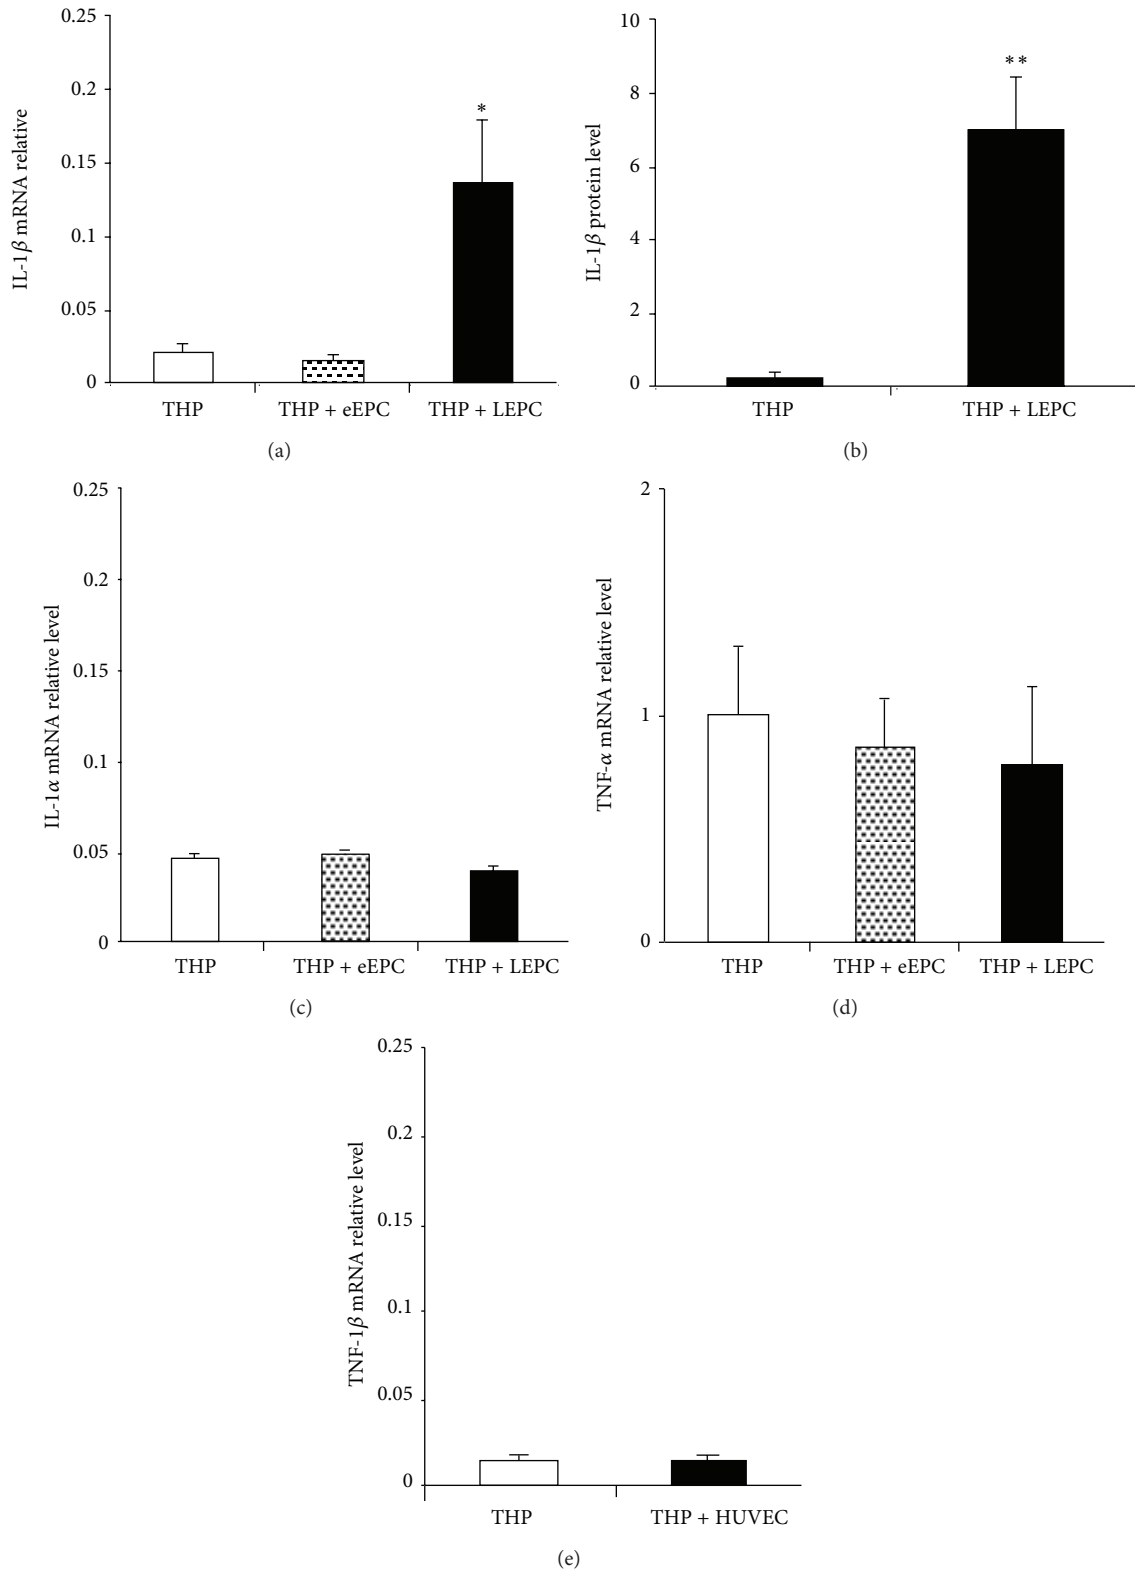 IL-1β mRNA relative
0.25
0.2
0.15
0.1
0.05
0
*
THP
THP + eEPC
THP + LEPC
(a)
IL-1β protein level
10
8
6
4
2
0
**
THP
THP + LEPC
(b)
IL-1α mRNA relative level
0.25
0.2
0.15
0.1
0.05
0
THP
THP + eEPC
THP + LEPC
(c)
TNF-α mRNA relative level
2
1
0
THP
THP + eEPC
THP + LEPC
(d)
TNF-1β mRNA relative level
0.25
0.2
0.15
0.1
0.05
0
THP
THP + HUVEC
(e)